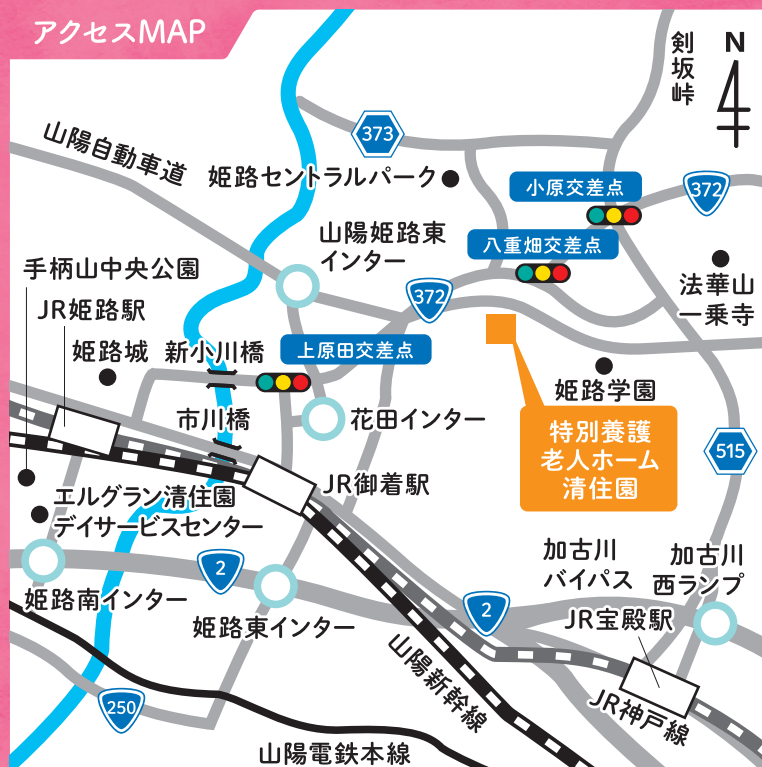 アクセスMAP
剣坂峠
N
373
山陽自動車道
姫路セントラルパーク
小原交差点
372
山陽姫路東
インター
八重畑交差点
手柄山中央公園
372
法華山
一乗寺
JR姫路駅
姫路城
新小川橋
上原田交差点
姫路学園
市川橋
花田インター
特別養護
老人ホーム
清住園
515
JR御着駅
エルグラン清住園
デイサービスセンター
2
加古川
バイパス
加古川
西ランプ
姫路南インター
姫路東インター
2
JR宝殿駅
山陽新幹線
JR神戸線
250
山陽電鉄本線